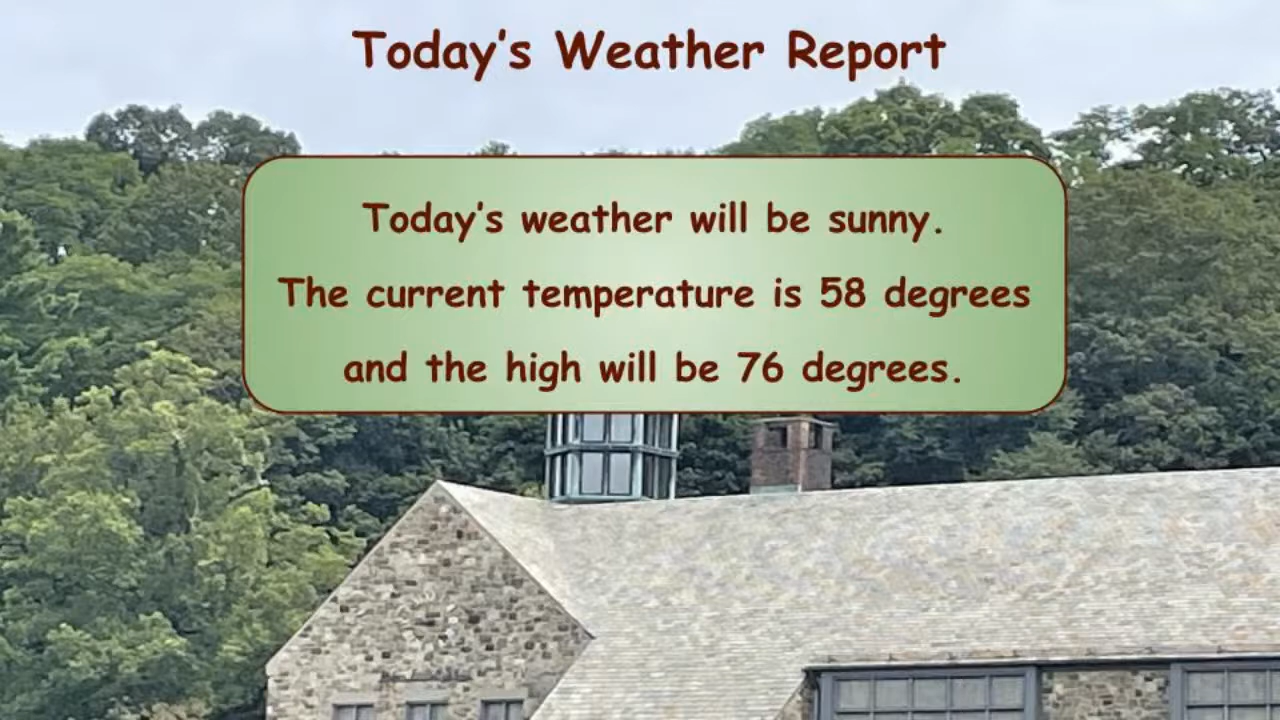 Today's Weather Report
Today's weather will be sunny.
The current temperature is 58 degrees
and the high will be 76 degrees.